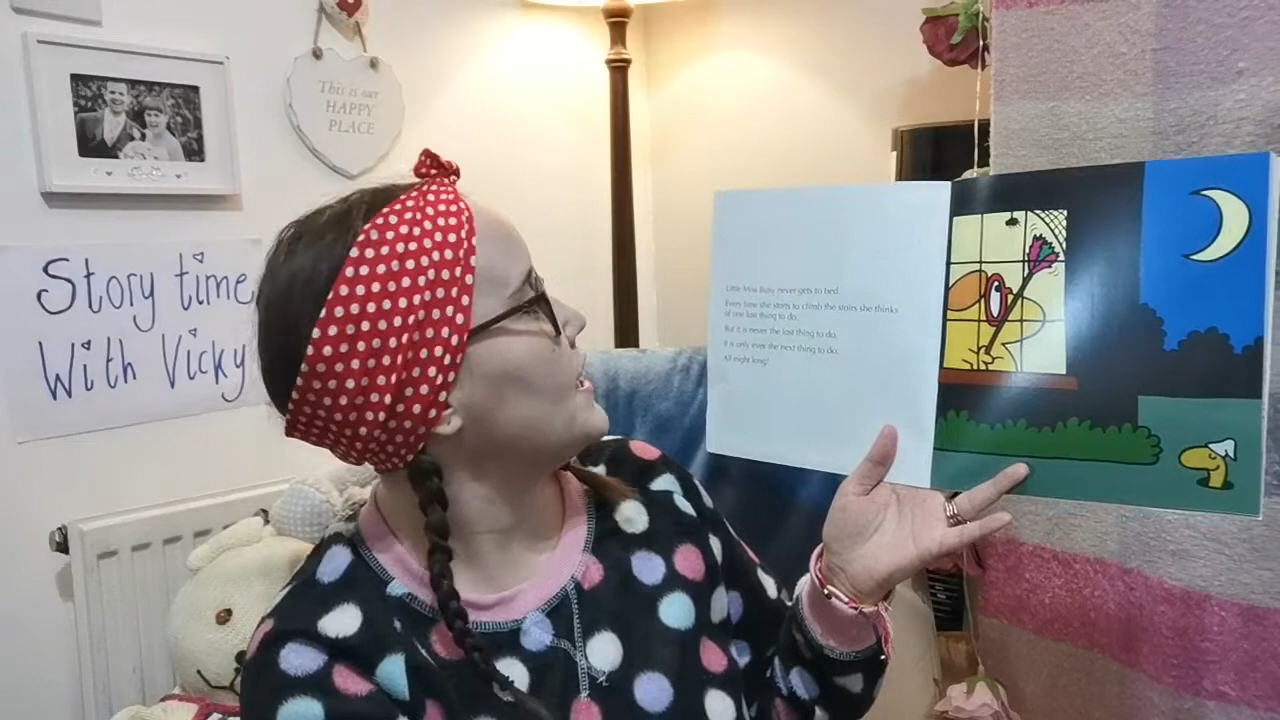 This is our
HAPPY
PLACE
Story time
With Vicky
Little Miss Busy never gets to bed.
Every time she starts to climb the stairs she thinks
of one last thing to do.
But it is never the last thing to do.
It is only ever the next thing to do.
All night long!